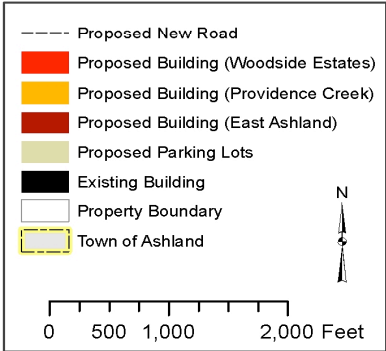 Proposed New Road
Proposed Building (Woodside Estates)
Proposed Building (Providence Creek)
Proposed Building (East Ashland)
Proposed Parking Lots
Existing Building
Property Boundary
Town of Ashland
N
0 500 1,000 2,000 Feet